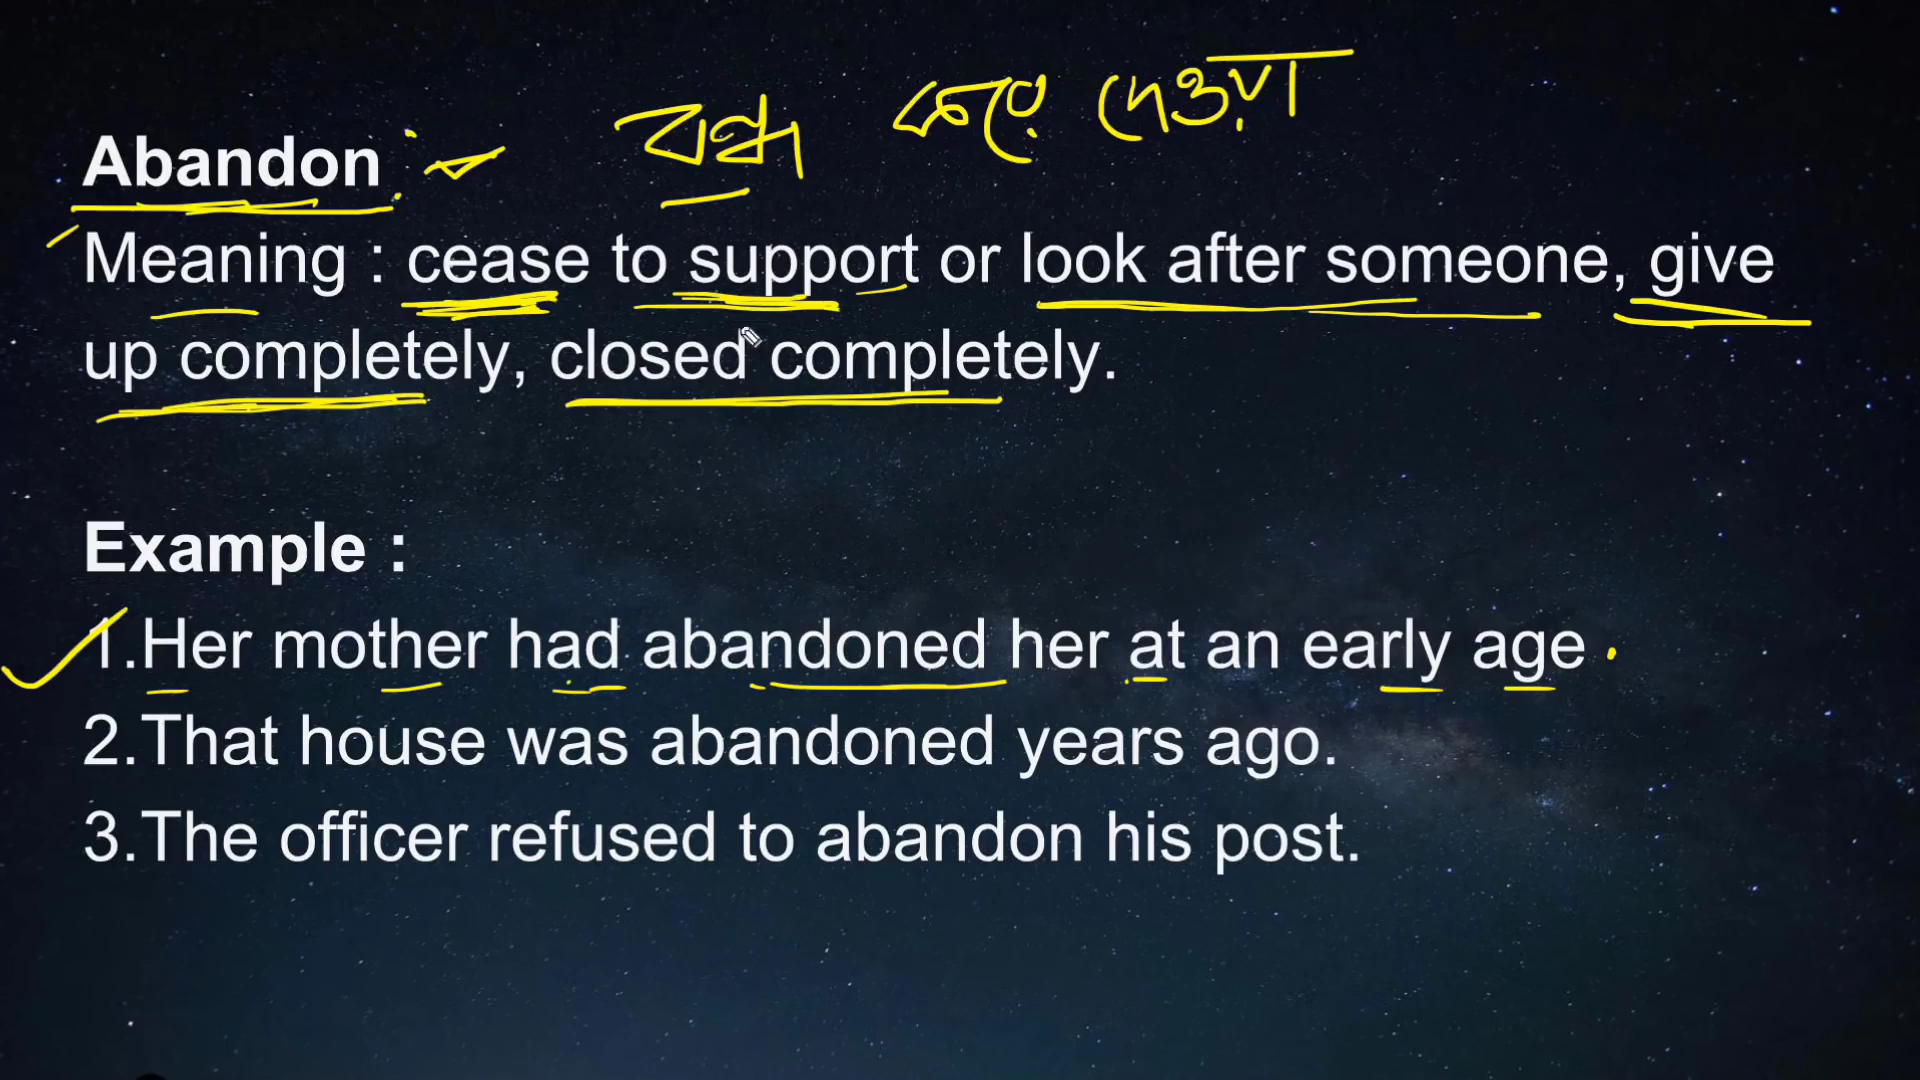 বন্ধ করে দেওয়া
Abandon :
Meaning : cease to support or look after someone, give
up completely, closed completely.
Example :
1.Her mother had abandoned her at an early age.
2.That house was abandoned years ago.
3.The officer refused to abandon his post.